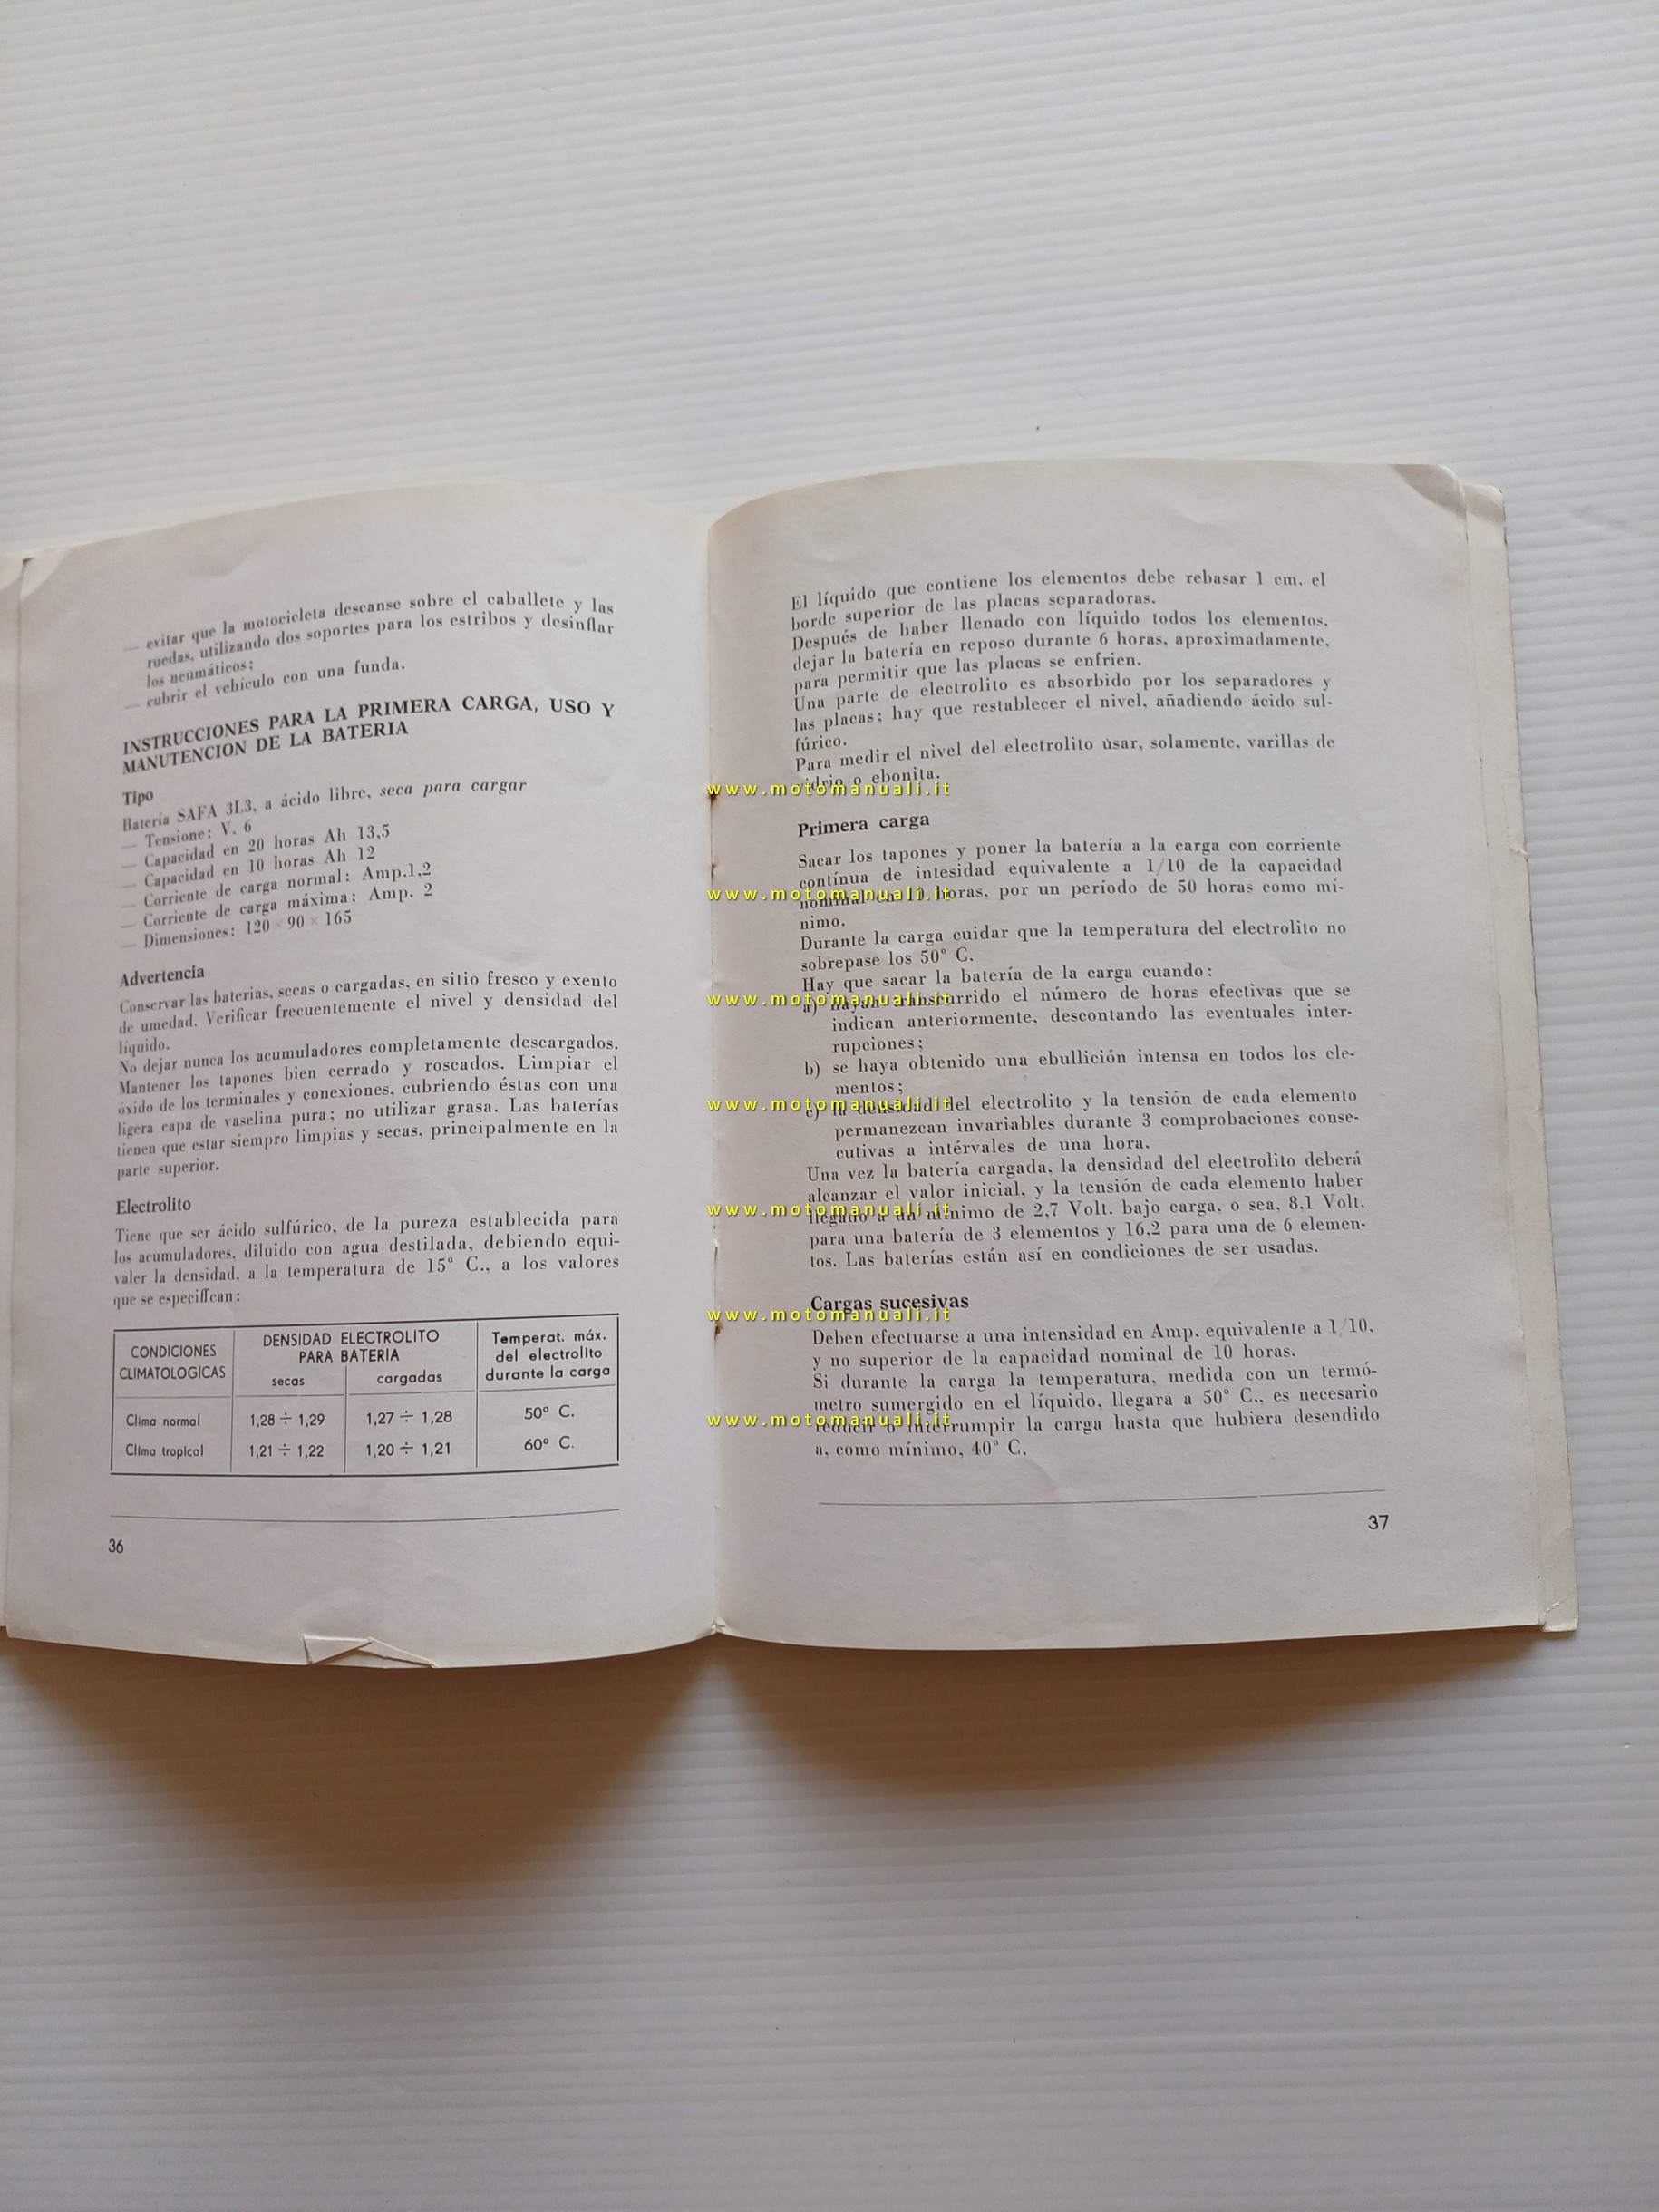 — evitar que la motocicleta descanse sobre el caballete y las
ruedas, utilizando dos soportes para los estribos y desinflar
los neumáticos;
— cubrir el vehículo con una funda.
INSTRUCCIONES PARA LA PRIMERA CARGA, USO Y
MANUTENCION DE LA BATERIA
Tipo
Batería SAFA 3L3, a ácido libre, seca para cargar
— Tensione: V. 6
— Capacidad en 20 horas Ah 13,5
— Capacidad en 10 horas Ah 12
— Corriente de carga normal: Amp.1,2
— Corriente de carga máxima: Amp. 2
— Dimensiones: 120 × 90 × 165
Advertencia
Conservar las baterias, secas o cargadas, en sitio fresco y exento
de umedad. Verificar frecuentemente el nivel y densidad del
líquido.
No dejar nunca los acumuladores completamente descargados.
Mantener los tapones bien cerrado y roscados. Limpiar el
óxido de los terminales y conexiones, cubriendo éstas con una
ligera capa de vaselina pura; no utilizar grasa. Las baterías
tienen que estar siempro limpias y secas, principalmente en la
parte superior.
Electrolito
Tiene que ser ácido sulfúrico, de la pureza establecida para
los acumuladores, diluido con agua destilada, debiendo equi-
valer la densidad, a la temperatura de 15° C., a los valores
que se especiffcan:
CONDICIONES
CLIMATOLOGICAS
DENSIDAD ELECTROLITO
PARA BATERIA
secas
cargadas
Temperat. máx.
del electrolito
durante la carga
Clima normal 1,28 ÷ 1,29 1,27 ÷ 1,28 50° C.
Clima tropical 1,21 ÷ 1,22 1,20 ÷ 1,21 60° C.
36
El líquido que contiene los elementos debe rebasar 1 cm. el
borde superior de las placas separadoras.
Después de haber llenado con líquido todos los elementos,
dejar la batería en reposo durante 6 horas, aproximadamente,
para permitir que las placas se enfrien.
Una parte de electrolito es absorbido por los separadores y
las placas; hay que restablecer el nivel, añadiendo ácido sul-
fúrico.
Para medir el nivel del electrolito úsar, solamente, varillas de
vidrio o ebonita.
www.motomanuali.it
Primera carga
Sacar los tapones y poner la batería a la carga con corriente
contínua de intesidad equivalente a 1/10 de la capacidad
nominal en 10 horas, por un periodo de 50 horas como mí-
www.motomanuali.it
nimo.
Durante la carga cuidar que la temperatura del electrolito no
sobrepase los 50° C.
Hay que sacar la batería de la carga cuando:
a) hayan transcurrido el número de horas efectivas que se
www.motomanuali.it
indican anteriormente, descontando las eventuales inter-
rupciones;
b) se haya obtenido una ebullición intensa en todos los ele-
mentos;
c) la densidad del electrolito y la tensión de cada elemento
www.motomanuali.it
permanezcan invariables durante 3 comprobaciones conse-
cutivas a intérvales de una hora.
Una vez la batería cargada, la densidad del electrolito deberá
alcanzar el valor inicial, y la tensión de cada elemento haber
llegado a un mínimo de 2,7 Volt. bajo carga, o sea, 8,1 Volt.
www.motomanuali.it
para una batería de 3 elementos y 16,2 para una de 6 elemen-
tos. Las baterías están así en condiciones de ser usadas.
Cargas sucesivas
www.motomanuali.it
Deben efectuarse a una intensidad en Amp. equivalente a 1/10,
y no superior de la capacidad nominal de 10 horas.
Si durante la carga la temperatura, medida con un termó-
metro sumergido en el líquido, llegara a 50° C., es necesario
reducir o interrumpir la carga hasta que hubiera desendido
www.motomanuali.it
a, como mínimo, 40° C.
37